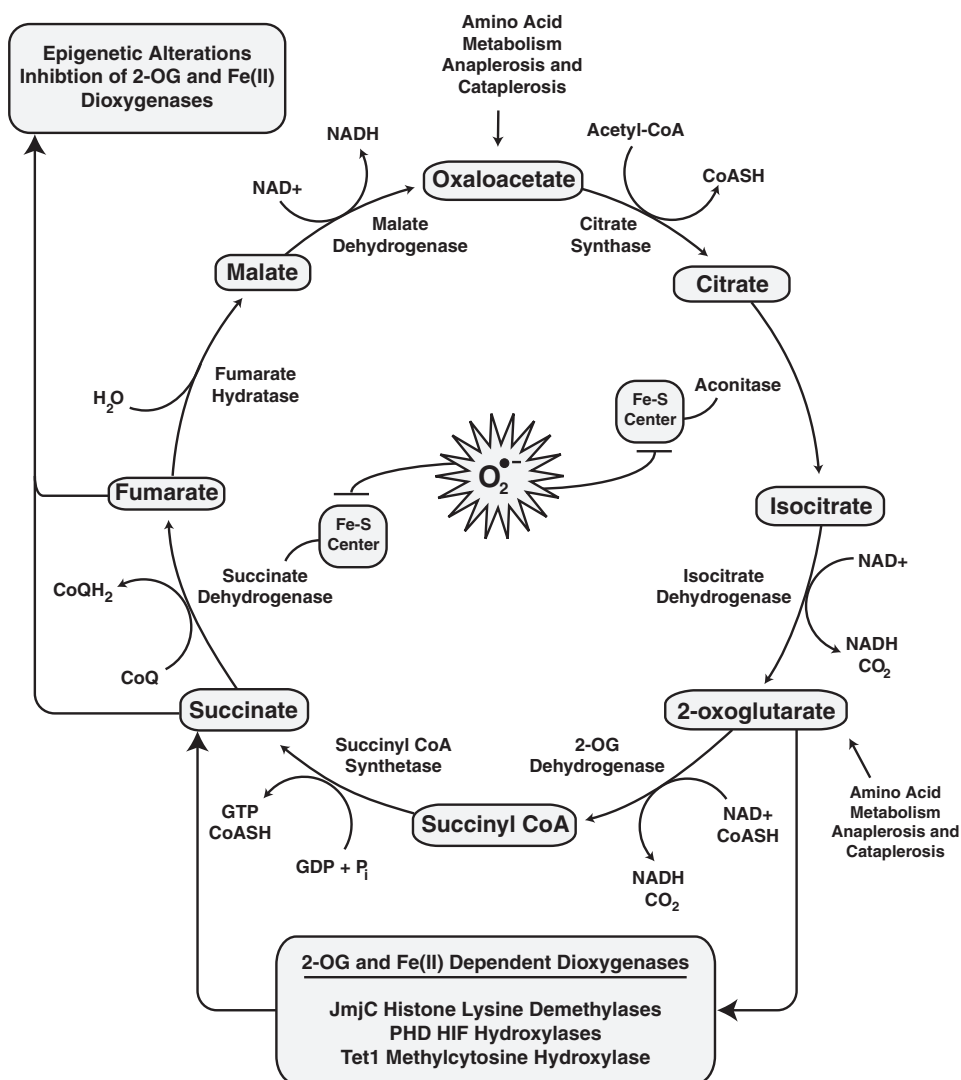 Amino Acid
Metabolism
Anaplerosis and
Cataplerosis
Epigenetic Alterations
Inhibtion of 2-OG and Fe(II)
Dioxygenases
NADH
NAD+
Malate
Dehydrogenase
Oxaloacetate
Acetyl-CoA
CoASH
Citrate
Synthase
Malate
Citrate
H2O
Fumarate
Hydratase
Fe-S
Center
Aconitase
O2•–
Fumarate
Fe-S
Center
Isocitrate
Succinate
Dehydrogenase
Isocitrate
Dehydrogenase
NAD+
NADH
CO2
CoQH2
CoQ
Succinate
2-oxoglutarate
Succinyl CoA
Synthetase
2-OG
Dehydrogenase
GTP
CoASH
GDP + Pi
Succinyl CoA
NAD+
CoASH
NADH
CO2
Amino Acid
Metabolism
Anaplerosis and
Cataplerosis
2-OG and Fe(II) Dependent Dioxygenases
JmjC Histone Lysine Demethylases
PHD HIF Hydroxylases
Tet1 Methylcytosine Hydroxylase